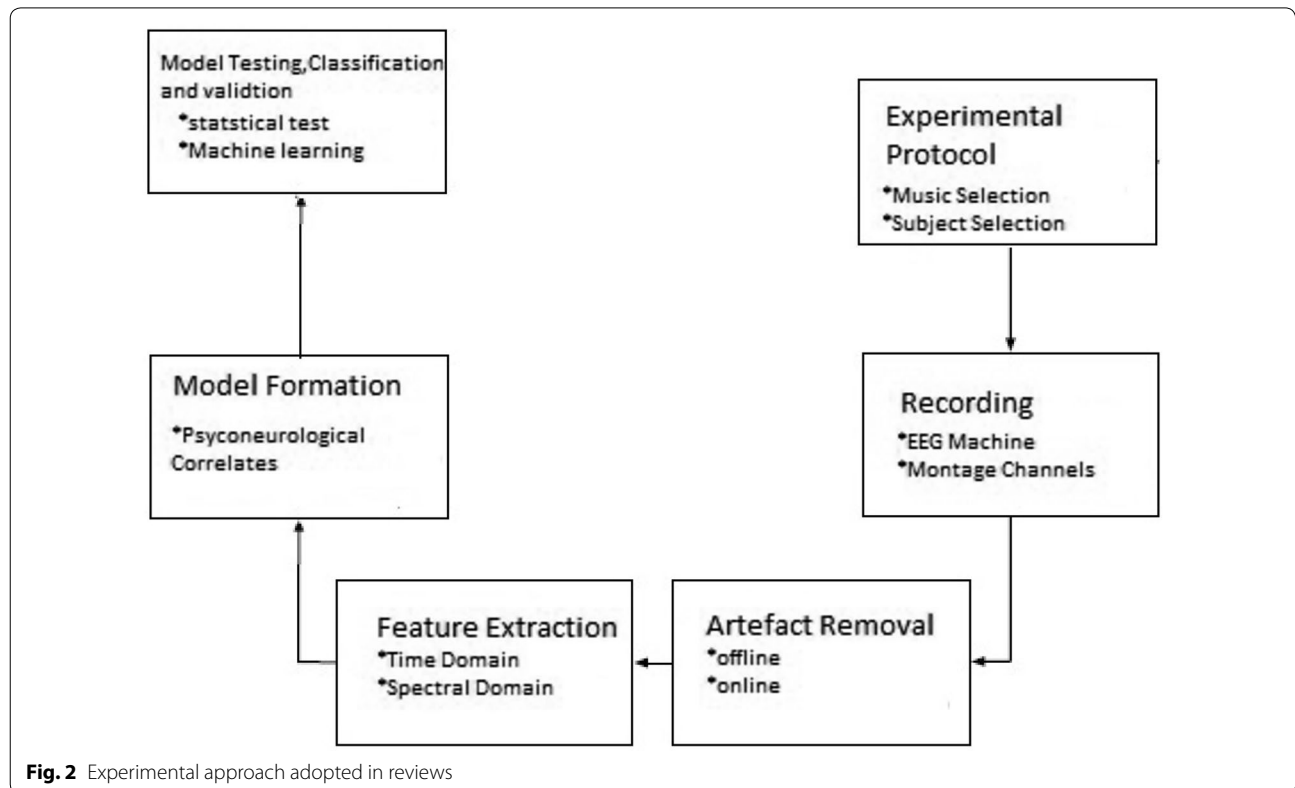 Model Testing,Classification
and validtion
*statstical test
*Machine learning
Experimental
Protocol
*Music Selection
*Subject Selection
Model Formation
*Psyconeurological
Correlates
Recording
*EEG Machine
*Montage Channels
Feature Extraction
*Time Domain
*Spectral Domain
Artefact Removal
*offline
*online
Fig. 2 Experimental approach adopted in reviews